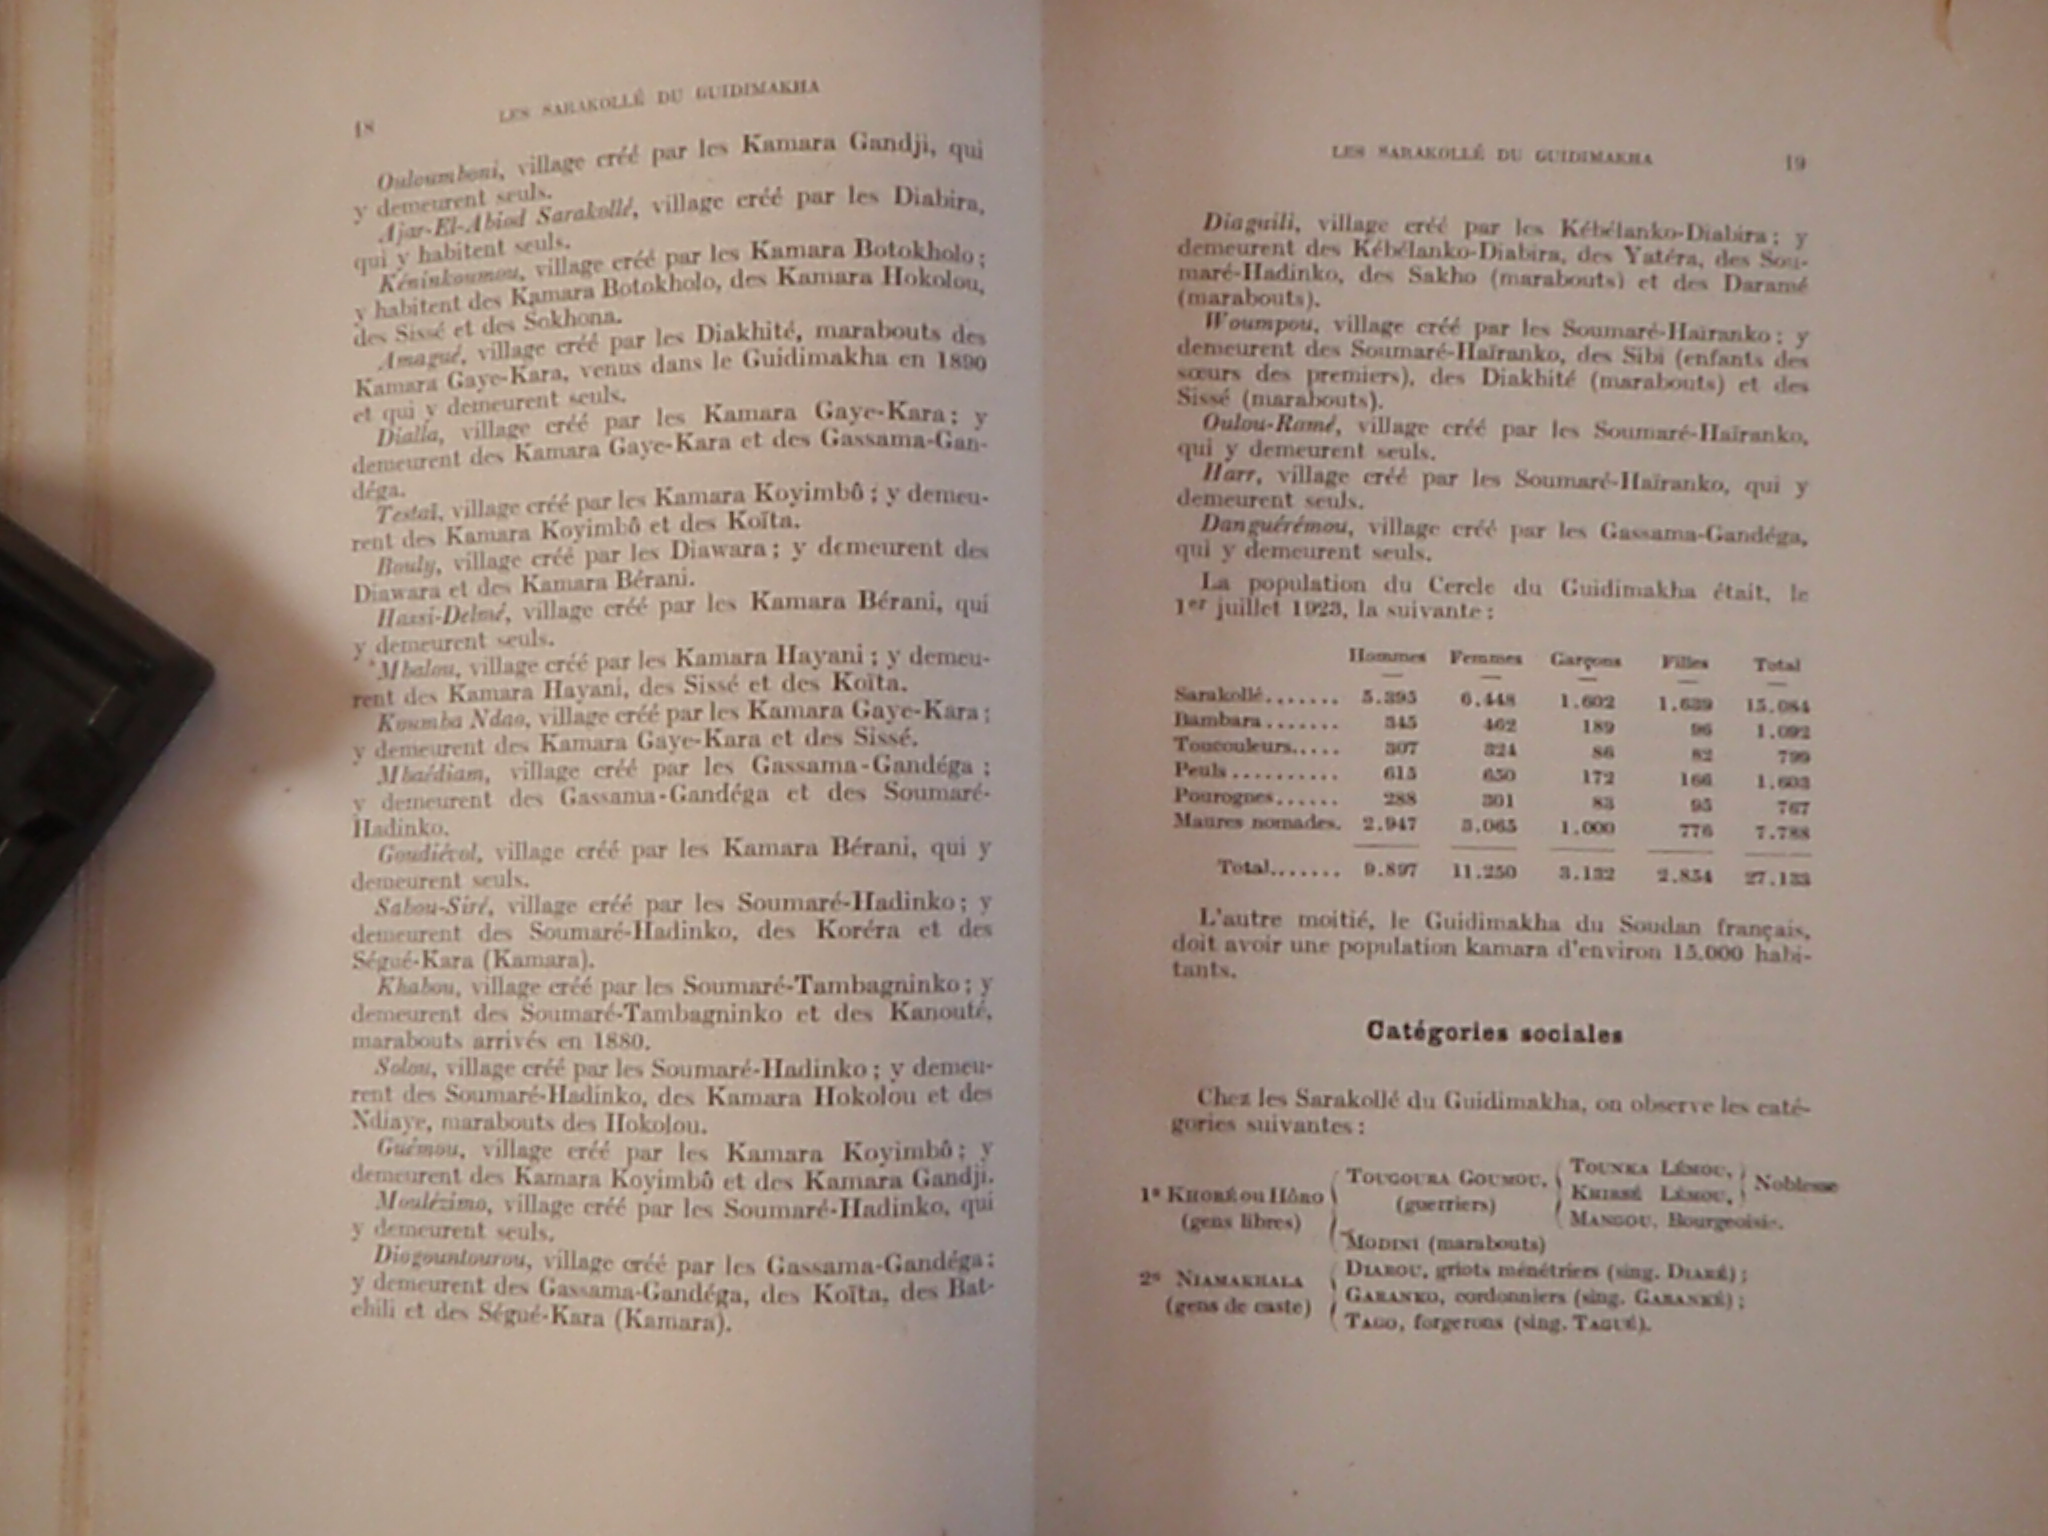 18
LES SARAKOLLÉ DU GUIDIMAKHA
Ouloumboni, village créé par les Kamara Gandji, qui
y demeurent seuls.
Ajar-El-Abiod Sarakollé, village créé par les Diabira,
qui y habitent seuls.
Kéninkoumou, village créé par les Kamara Botokholo ;
y habitent des Kamara Botokholo, des Kamara Hokolou,
des Sissé et des Sokhona.
Amagué, village créé par les Diakhité, marabouts des
Kamara Gaye-Kara, venus dans le Guidimakha en 1890
et qui y demeurent seuls.
Dialla, village créé par les Kamara Gaye-Kara ; y
demeurent des Kamara Gaye-Kara et des Gassama-Gan-
déga.
Testaï, village créé par les Kamara Koyimbô ; y demeu-
rent des Kamara Koyimbô et des Koïta.
Bouly, village créé par les Diawara ; y demeurent des
Diawara et des Kamara Bérani.
Hassi-Delmé, village créé par les Kamara Bérani, qui
y demeurent seuls.
Mbalou, village créé par les Kamara Hayani ; y demeu-
rent des Kamara Hayani, des Sissé et des Koïta.
Koumba Ndao, village créé par les Kamara Gaye-Kara ;
y demeurent des Kamara Gaye-Kara et des Sissé.
Mbaédiam, village créé par les Gassama-Gandéga ;
y demeurent des Gassama-Gandéga et des Soumaré-
Hadinko.
Goudiévol, village créé par les Kamara Bérani, qui y
demeurent seuls.
Sabou-Siré, village créé par les Soumaré-Hadinko ; y
demeurent des Soumaré-Hadinko, des Koréra et des
Ségué-Kara (Kamara).
Khabou, village créé par les Soumaré-Tambagninko ; y
demeurent des Soumaré-Tambagninko et des Kanouté,
marabouts arrivés en 1880.
Solou, village créé par les Soumaré-Hadinko ; y demeu-
rent des Soumaré-Hadinko, des Kamara Hokolou et des
Ndiaye, marabouts des Hokolou.
Guémou, village créé par les Kamara Koyimbô ; y
demeurent des Kamara Koyimbô et des Kamara Gandji.
Moulézimo, village créé par les Soumaré-Hadinko, qui
y demeurent seuls.
Diogountourou, village créé par les Gassama-Gandéga ;
y demeurent des Gassama-Gandéga, des Koïta, des Bat-
chili et des Ségué-Kara (Kamara).
LES SARAKOLLÉ DU GUIDIMAKHA
19
Diaguili, village créé par les Kébélanko-Diabira ; y
demeurent des Kébélanko-Diabira, des Yatéra, des Sou-
maré-Hadinko, des Sakho (marabouts) et des Daramé
(marabouts).
Woumpou, village créé par les Soumaré-Haïranko ; y
demeurent des Soumaré-Haïranko, des Sibi (enfants des
sœurs des premiers), des Diakhité (marabouts) et des
Sissé (marabouts).
Oulou-Ramé, village créé par les Soumaré-Haïranko,
qui y demeurent seuls.
Harr, village créé par les Soumaré-Haïranko, qui y
demeurent seuls.
Danguérémou, village créé par les Gassama-Gandéga,
qui y demeurent seuls.
La population du Cercle du Guidimakha était, le
1er juillet 1923, la suivante :
Hommes Femmes Garçons Filles Total
Sarakollé....... 5.395 6.448 1.602 1.639 15.084
Bambara....... 345 462 189 96 1.092
Toucouleurs..... 307 324 86 82 799
Peuls.......... 615 650 172 166 1.603
Pourognes...... 288 301 83 95 767
Maures nomades. 2.947 3.065 1.000 776 7.788
Total....... 9.897 11.250 3.132 2.854 27.133
L'autre moitié, le Guidimakha du Soudan français,
doit avoir une population kamara d'environ 15.000 habi-
tants.
Catégories sociales
Chez les Sarakollé du Guidimakha, on observe les caté-
gories suivantes :
1° KHORÉ ou HÔRO (gens libres)
TOUGOURA GOUMOU, (guerriers)
TOUNKA LÉMOU,
KHIRSÉ LÉMOU,
Noblesse
MANGOU, Bourgeoisie.
MODINI (marabouts)
2° NIAMAKHALA (gens de caste)
DIAROU, griots ménétriers (sing. DIARÉ) ;
GARANKO, cordonniers (sing. GARANKÉ) ;
TAGO, forgerons (sing. TAGUÉ).